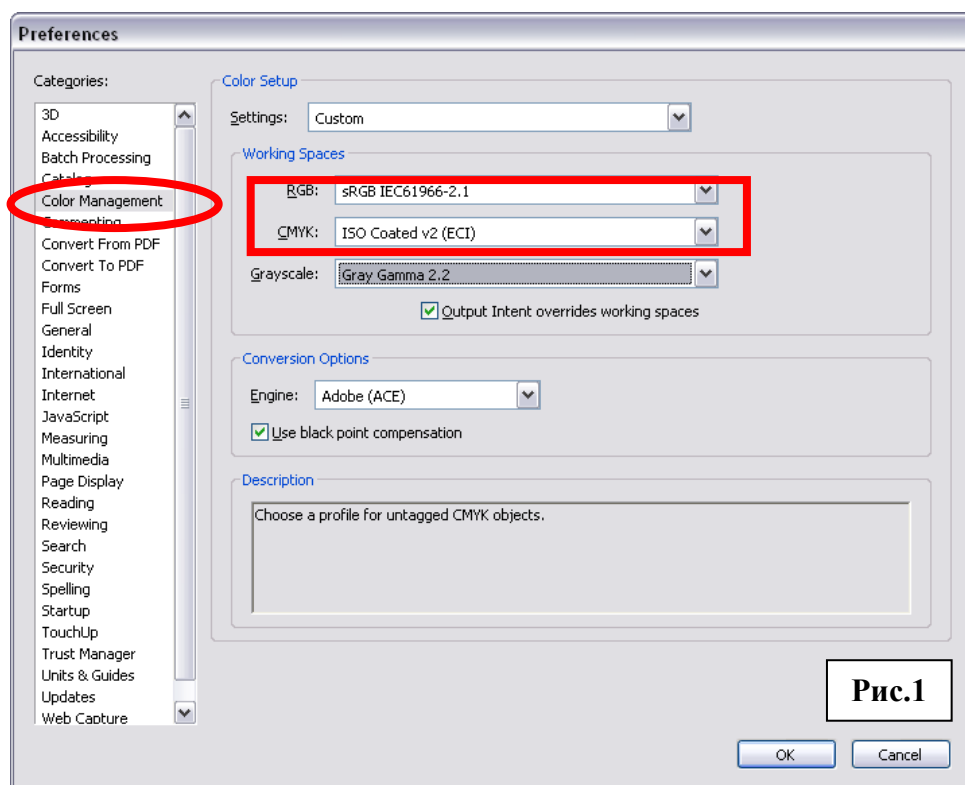 Preferences
Categories:
3D
Accessibility
Batch Processing
Catalog
Color Management
Commenting
Convert From PDF
Convert To PDF
Forms
Full Screen
General
Identity
International
Internet
JavaScript
Measuring
Multimedia
Page Display
Reading
Reviewing
Search
Security
Spelling
Startup
TouchUp
Trust Manager
Units & Guides
Updates
Web Capture
Color Setup
Settings: Custom
Working Spaces
RGB: sRGB IEC61966-2.1
CMYK: ISO Coated v2 (ECI)
Grayscale: Gray Gamma 2.2
Output Intent overrides working spaces
Conversion Options
Engine: Adobe (ACE)
Use black point compensation
Description
Choose a profile for untagged CMYK objects.
Рис.1
OK Cancel